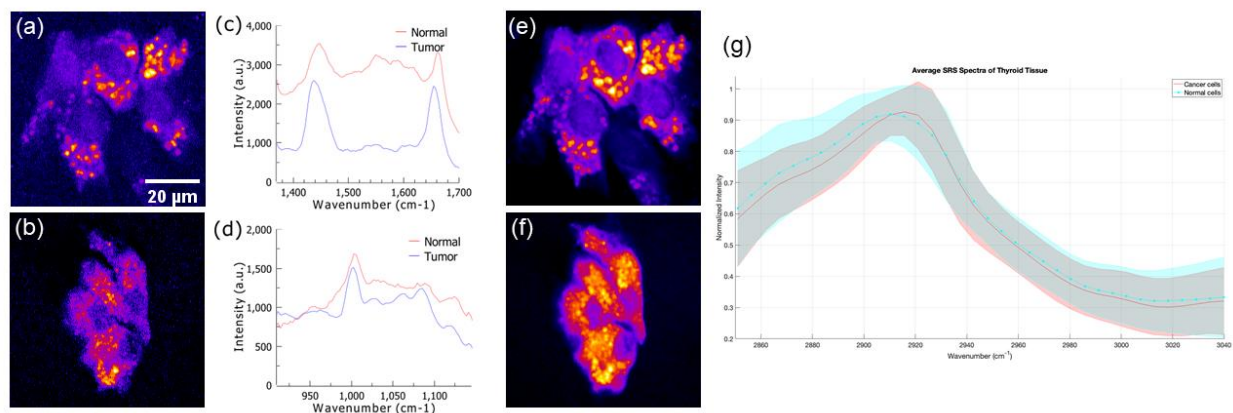 (a)
20 µm
(b)
(c)
4,000
3,000
2,000
1,000
0
Intensity (a.u.)
Normal
Tumor
1,400 1,500 1,600 1,700
Wavenumber (cm-1)
(d)
2,000
1,500
1,000
500
0
Intensity (a.u.)
Normal
Tumor
950 1,000 1,050 1,100
Wavenumber (cm-1)
(e)
(f)
(g)
Average SRS Spectra of Thyroid Tissue
Cancer cells
Normal cells
1
0.9
0.8
0.7
0.6
0.5
0.4
0.3
0.2
Normalized Intensity
2860 2880 2900 2920 2940 2960 2980 3000 3020 3040
Wavenumber (cm-1)